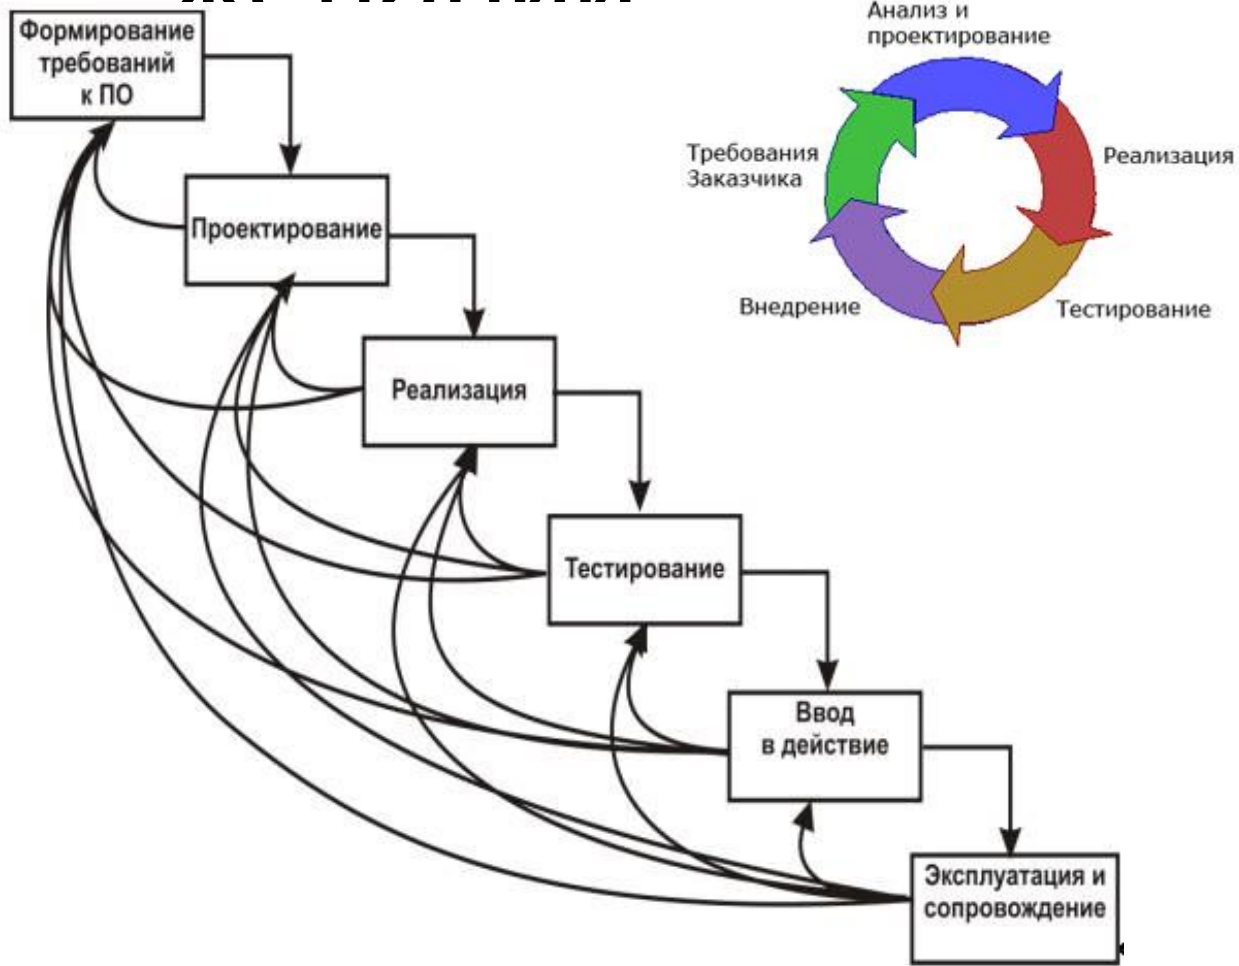 Формирование
требований
к ПО
Проектирование
Реализация
Тестирование
Ввод
в действие
Эксплуатация и
сопровождение
Анализ и
проектирование
Реализация
Тестирование
Внедрение
Требования
Заказчика